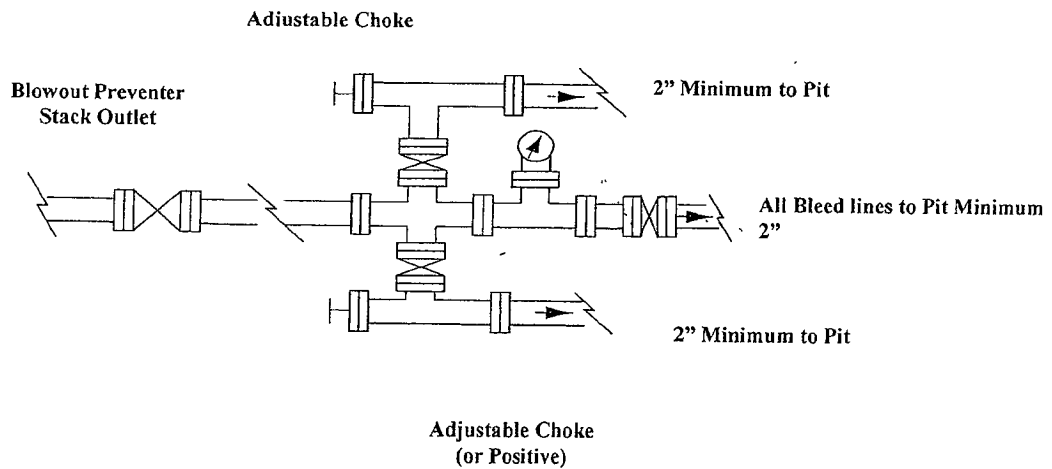 Adjustable Choke
Blowout Preventer
Stack Outlet
2" Minimum to Pit
All Bleed lines to Pit Minimum
2"
2" Minimum to Pit
Adjustable Choke
(or Positive)